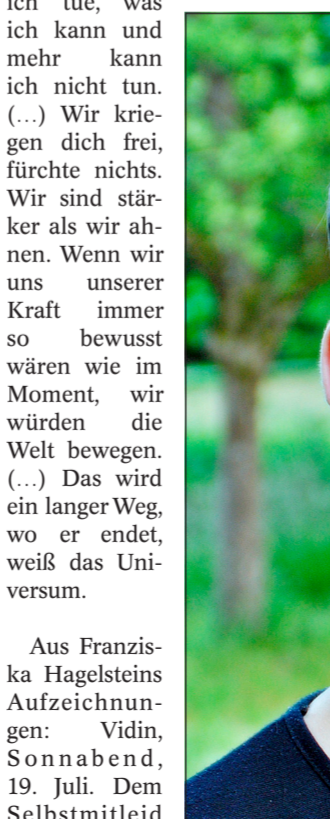 ich tue, was
ich kann und
mehr kann
ich nicht tun.
(…) Wir krie-
gen dich frei,
fürchte nichts.
Wir sind stär-
ker als wir ah-
nen. Wenn wir
uns unserer
Kraft immer
so bewusst
wären wie im
Moment, wir
würden die
Welt bewegen.
(…) Das wird
ein langer Weg,
wo er endet,
weiß das Uni-
versum.
Aus Franzis-
ka Hagelsteins
Aufzeichnun-
gen: Vidin,
Sonnabend,
19. Juli. Dem
Selbstmitleid